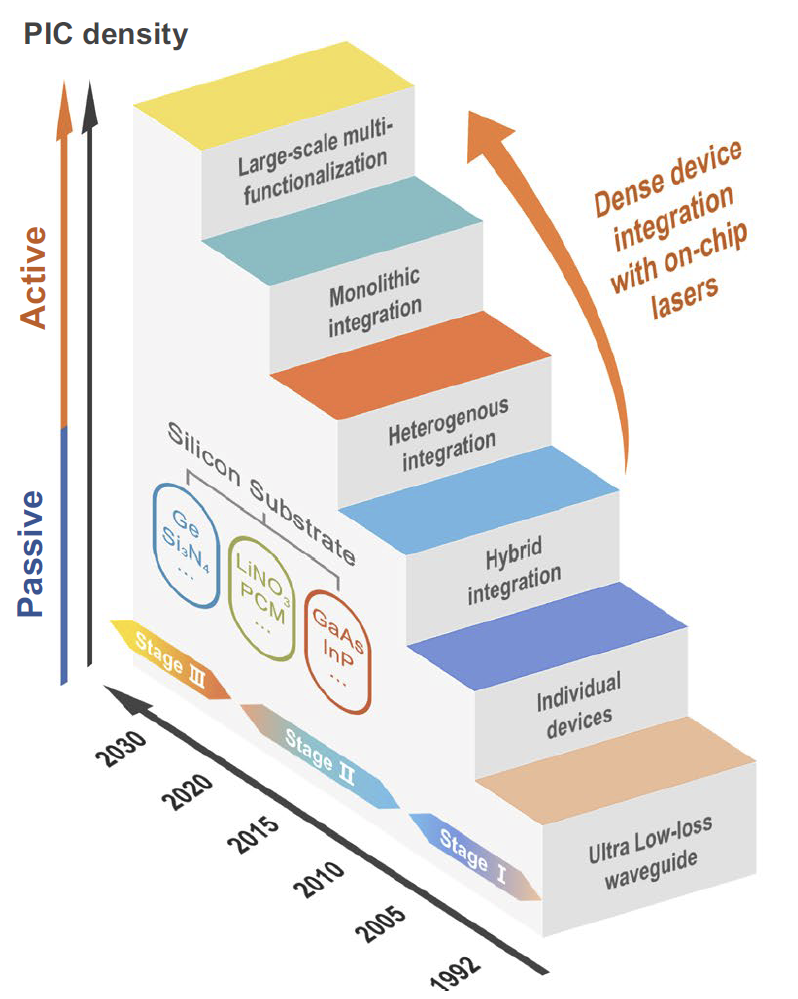 PIC density
Large-scale multi-
functionalization
Monolithic
integration
Heterogenous
integration
Hybrid
integration
Individual
devices
Ultra Low-loss
waveguide
Dense device
integration
with on-chip
lasers
Active
Passive
Silicon Substrate
Ge
Si₃N₄
...
LiNO₃
PCM
...
GaAs
InP
...
Stage III
Stage II
Stage I
2030
2020
2015
2010
2005
1992